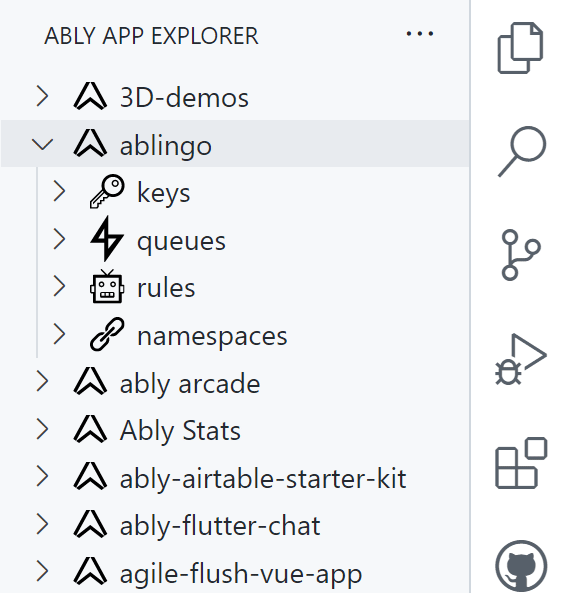 ABLY APP EXPLORER
3D-demos
ablingo
keys
queues
rules
namespaces
ably arcade
Ably Stats
ably-airtable-starter-kit
ably-flutter-chat
agile-flush-vue-app